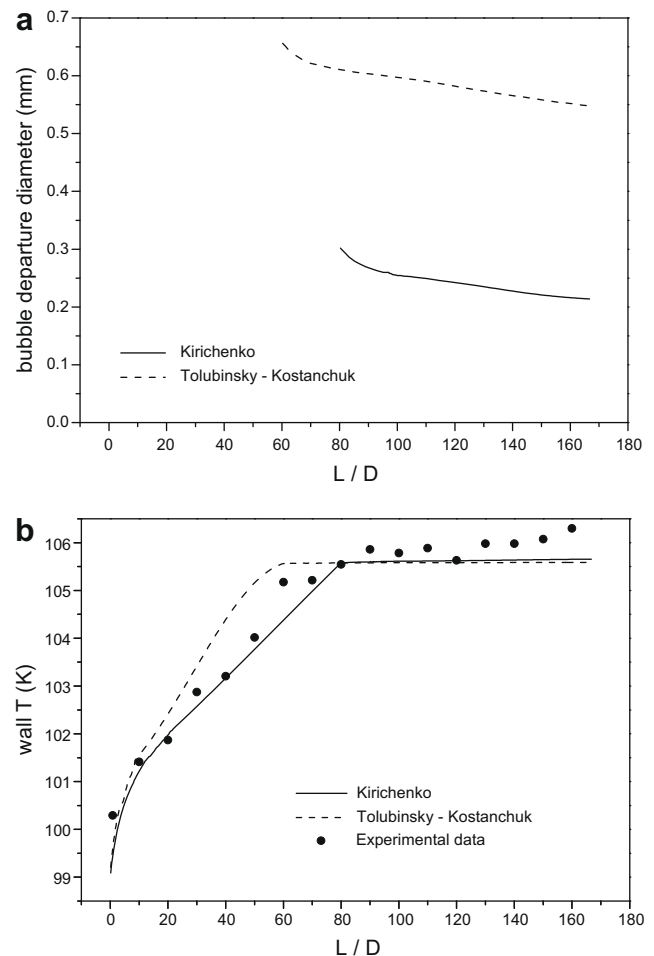 a
0.7
0.6
0.5
0.4
0.3
0.2
0.1
0.0
bubble departure diameter (mm)
Kirichenko
Tolubinsky - Kostanchuk
0 20 40 60 80 100 120 140 160 180
L / D
b
106
105
104
103
102
101
100
99
wall T (K)
Kirichenko
Tolubinsky - Kostanchuk
Experimental data
0 20 40 60 80 100 120 140 160 180
L / D